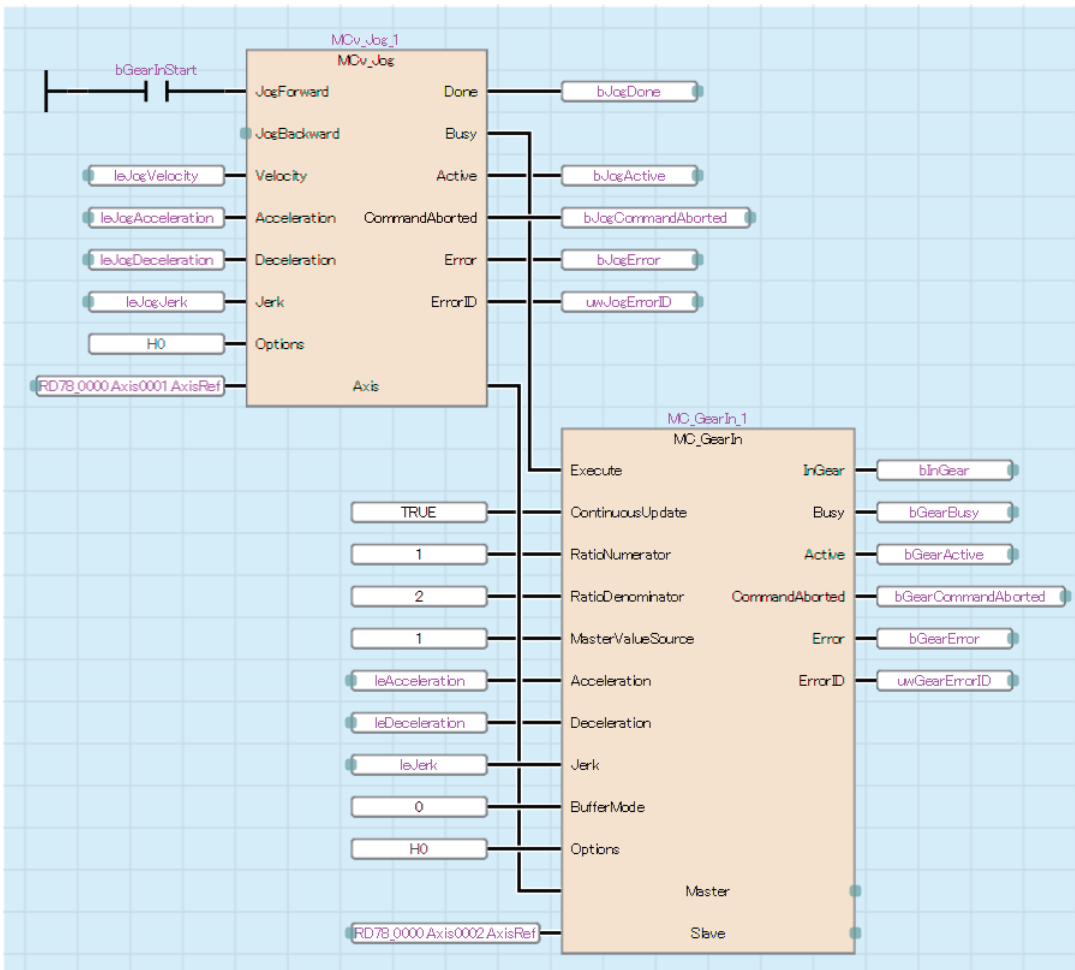 MCv_Jog_1
MCv_Jog
bGearInStart
JogForward Done bJogDone
JogBackward Busy
leJogVelocity Velocity Active bJogActive
leJogAcceleration Acceleration CommandAborted bJogCommandAborted
leJogDeceleration Deceleration Error bJogError
leJogJerk Jerk ErrorID uwJogErrorID
H0 Options
RD78_0000.Axis0001.AxisRef Axis
MC_GearIn_1
MC_GearIn
Execute InGear bInGear
TRUE ContinuousUpdate Busy bGearBusy
1 RatioNumerator Active bGearActive
2 RatioDenominator CommandAborted bGearCommandAborted
1 MasterValueSource Error bGearError
leAcceleration Acceleration ErrorID uwGearErrorID
leDeceleration Deceleration
leJerk Jerk
0 BufferMode
H0 Options
Master
RD78_0000.Axis0002.AxisRef Slave